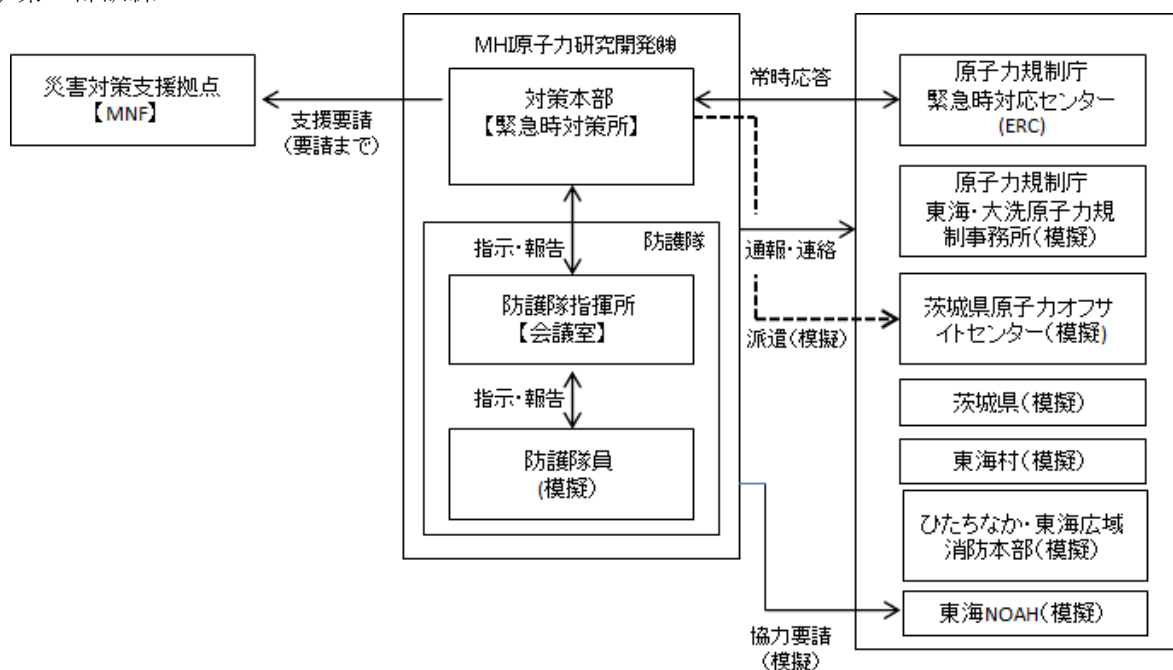 MHI原子力研究開発㈱
災害対策支援拠点
【MNF】
支援要請
(要請まで)
対策本部
【緊急時対策所】
指示・報告
防護隊
防護隊指揮所
【会議室】
指示・報告
防護隊員
(模擬)
常時応答
通報・連絡
派遣(模擬)
協力要請
(模擬)
原子力規制庁
緊急時対応センター
(ERC)
原子力規制庁
東海・大洗原子力規
制事務所(模擬)
茨城県原子力オフサ
イトセンター(模擬)
茨城県(模擬)
東海村(模擬)
ひたちなか・東海広域
消防本部(模擬)
東海NOAH(模擬)